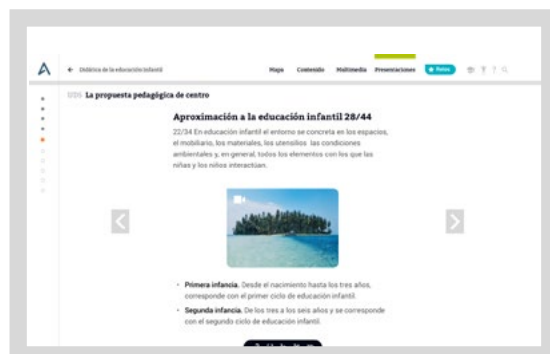 ← Didática de la educación infantil
Mapa Contenido Multimedia Presentaciones Notas ?
UD5 La propuesta pedagógica de centro
Aproximación a la educación infantil 28/44
22/34 En educación infantil el entorno se concreta en los espacios,
el mobiliario, los materiales, los utensilios las condiciones
ambientales y, en general, todos los elementos con los que las
niñas y los niños interactúan.
• Primera infancia. Desde el nacimiento hasta los tres años,
corresponde con el primer ciclo de educación infantil.
• Segunda infancia. De los tres a los seis años y se corresponde
con el segundo ciclo de educación infantil.